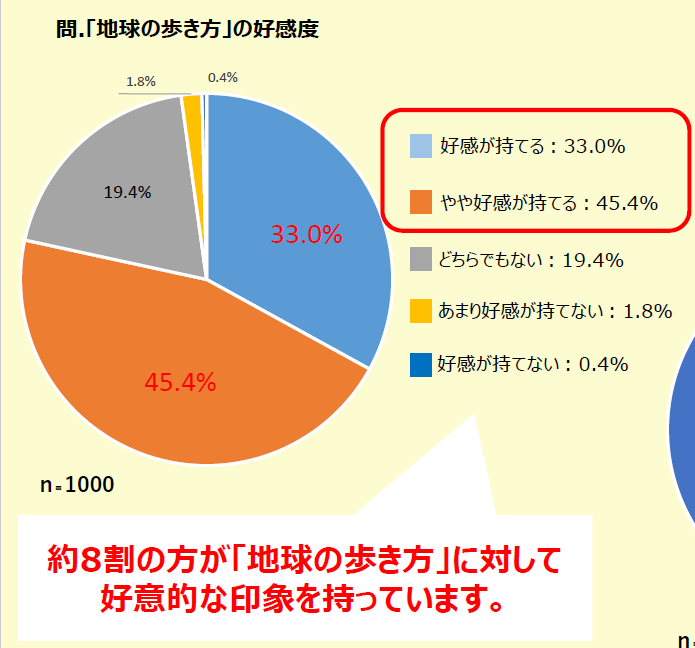 問.「地球の歩き方」の好感度
1.8%
0.4%
19.4%
33.0%
45.4%
好感が持てる：33.0%
やや好感が持てる：45.4%
どちらでもない：19.4%
あまり好感が持てない：1.8%
好感が持てない：0.4%
n=1000
約８割の方が「地球の歩き方」に対して
好意的な印象を持っています。